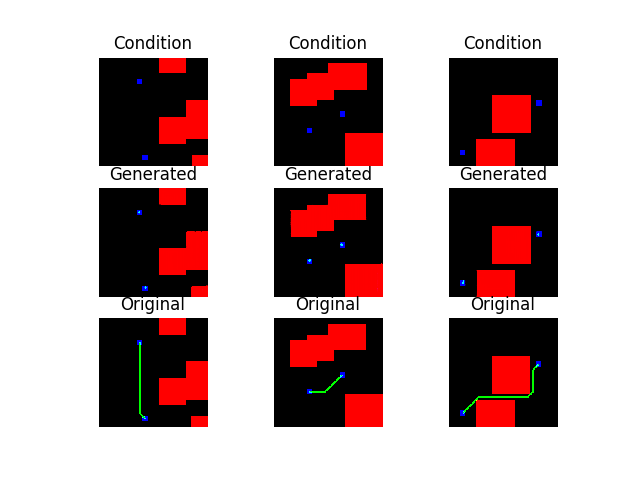 Condition Condition Condition
Generated Generated Generated
Original Original Original